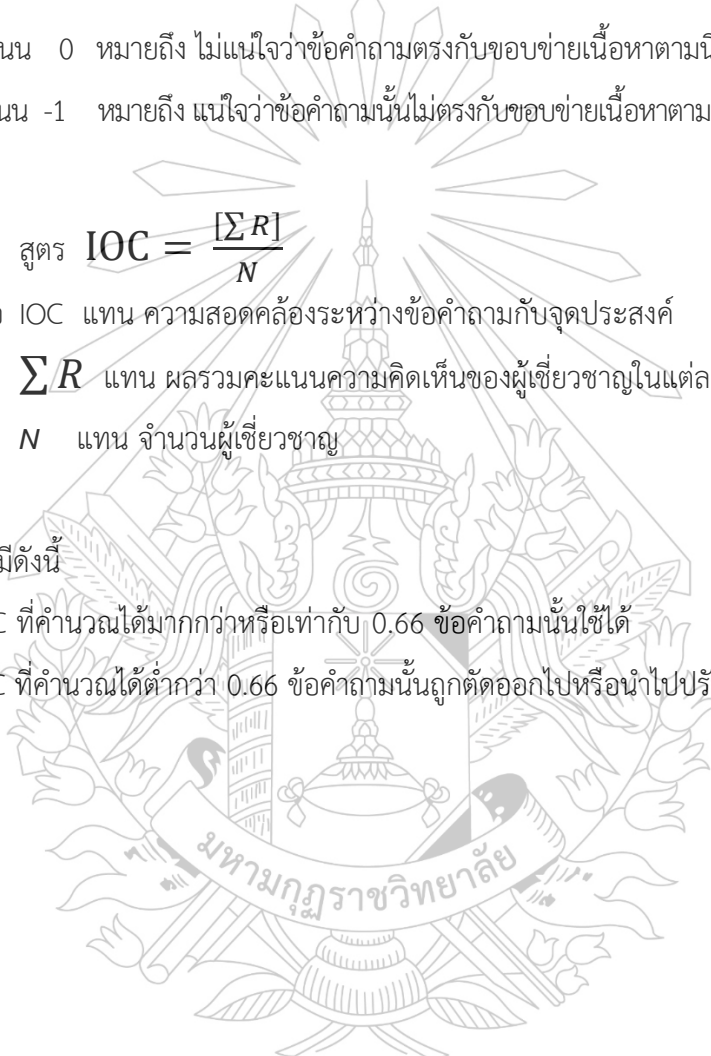 นน 0 หมายถึง ไม่แน่ใจว่าข้อคำถามตรงกับขอบข่ายเนื้อหาตามนิ
นน -1 หมายถึง แน่ใจว่าข้อคำถามนั้นไม่ตรงกับขอบข่ายเนื้อหาตาม
สูตร IOC = [∑ R] / N
IOC แทน ความสอดคล้องระหว่างข้อคำถามกับจุดประสงค์
∑ R แทน ผลรวมคะแนนความคิดเห็นของผู้เชี่ยวชาญในแต่ล
N แทน จำนวนผู้เชี่ยวชาญ
มีดังนี้
C ที่คำนวณได้มากกว่าหรือเท่ากับ 0.66 ข้อคำถามนั้นใช้ได้
C ที่คำนวณได้ต่ำกว่า 0.66 ข้อคำถามนั้นถูกตัดออกไปหรือนำไปปรั
มหามกุฏราชวิทยาลัย